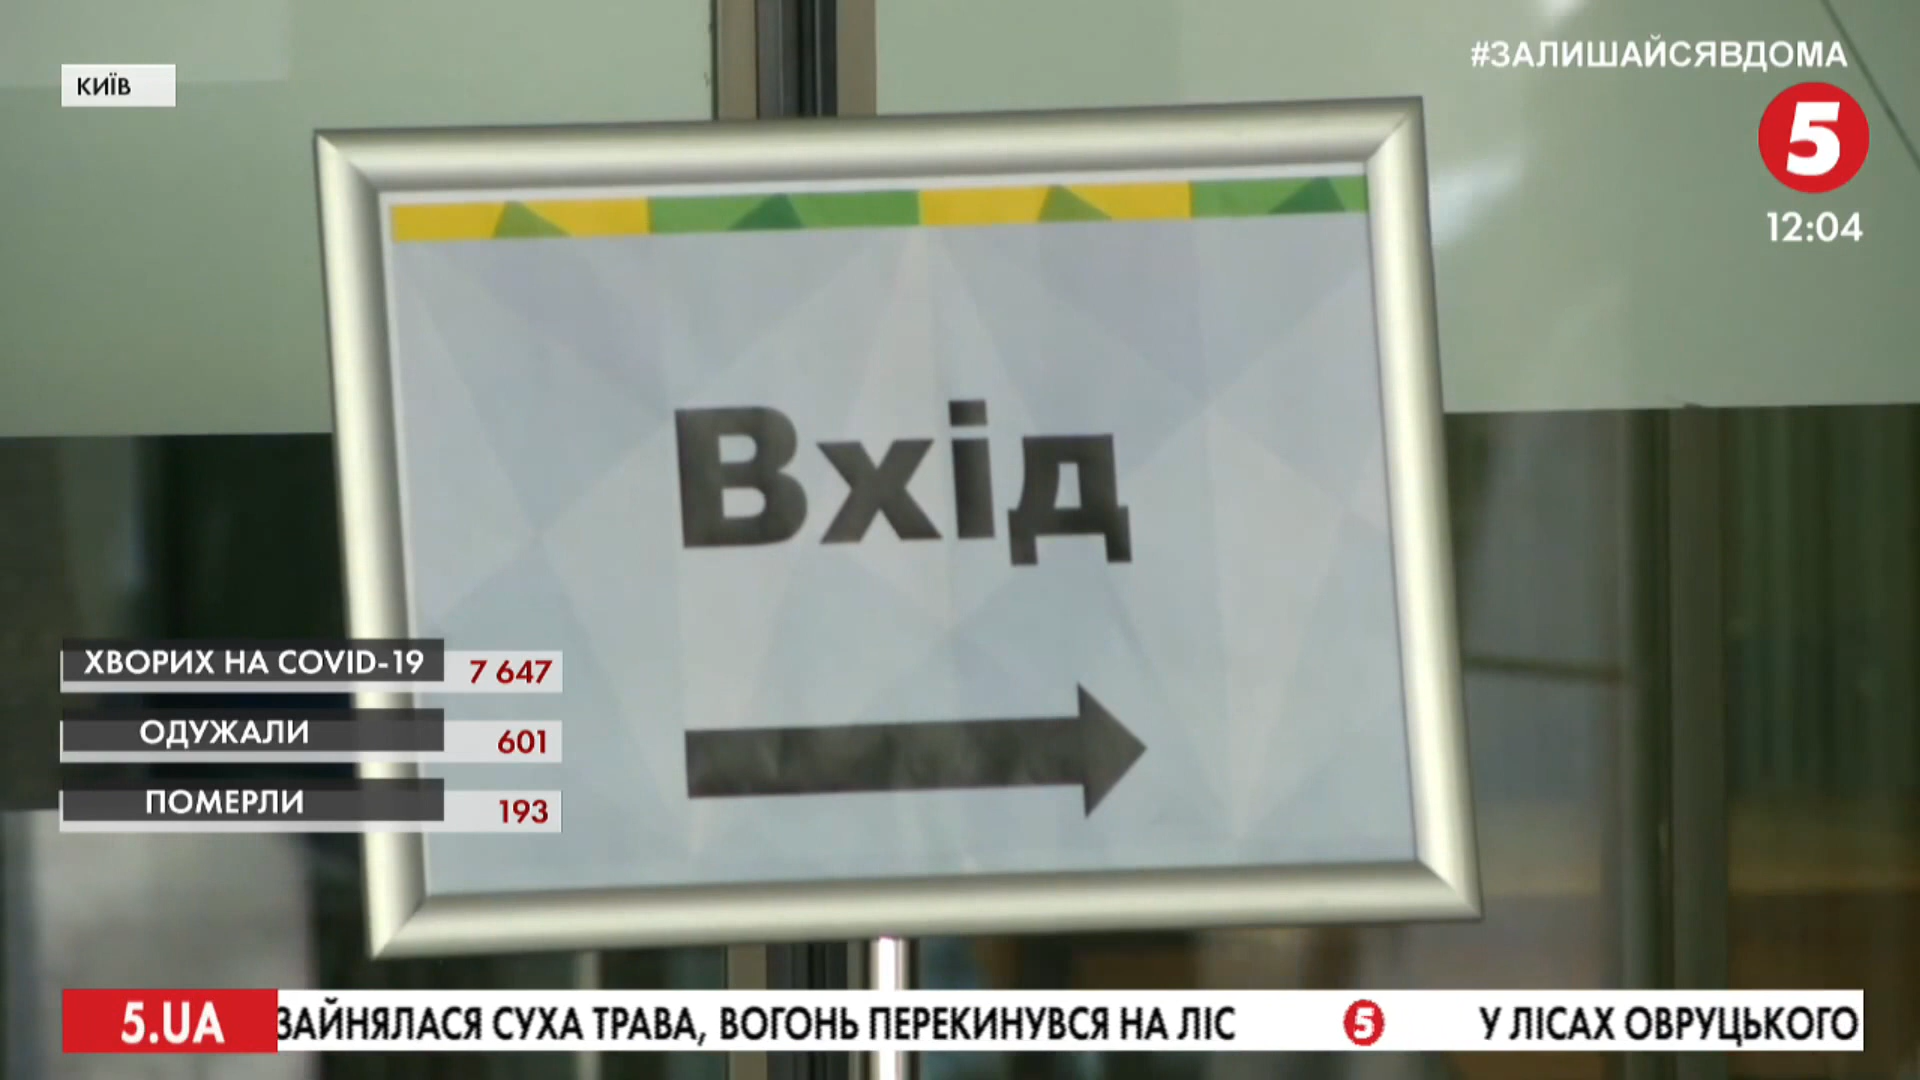 #ЗАЛИШАЙСЯВДОМА
КИЇВ
5
12:04
Вхід
ХВОРИХ НА COVID-19 7 647
ОДУЖАЛИ 601
ПОМЕРЛИ 193
5.UA ЗАЙНЯЛАСЯ СУХА ТРАВА, ВОГОНЬ ПЕРЕКИНУВСЯ НА ЛІС 5 У ЛІСАХ ОВРУЦЬКОГО